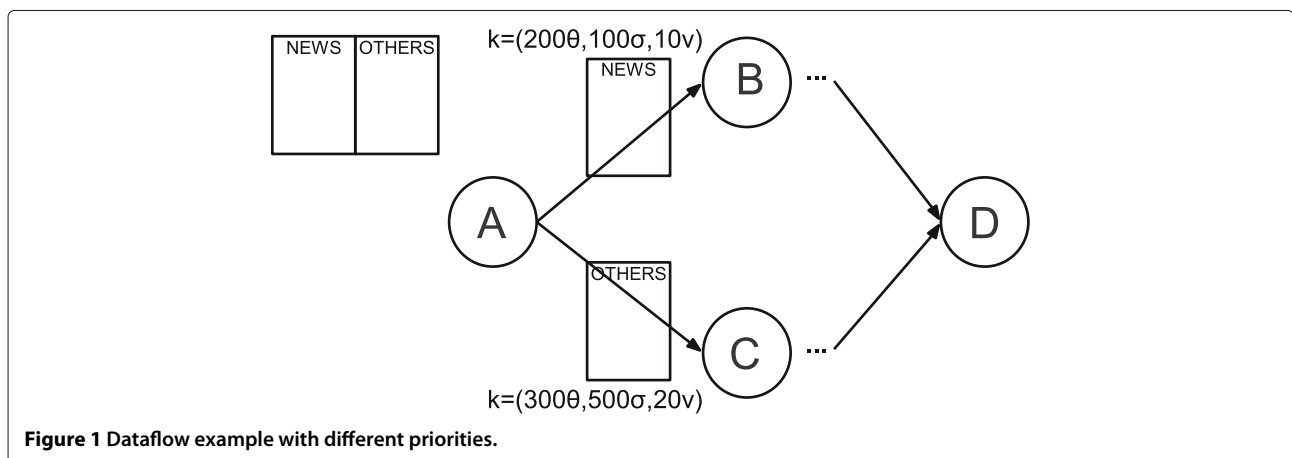 NEWS OTHERS
k=(200θ,100σ,10v)
NEWS
B ...
A
D
OTHERS
C ...
k=(300θ,500σ,20v)
Figure 1 Dataflow example with different priorities.